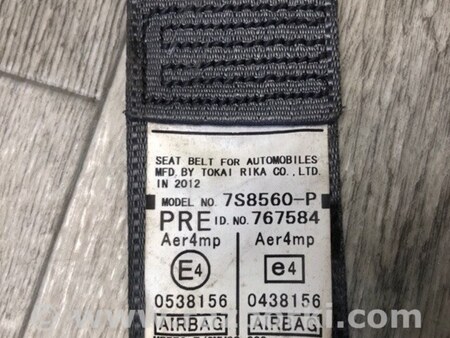 SEAT BELT FOR AUTOMOBILES
MFD. BY TOKAI RIKA CO., LTD.
IN 2012
MODEL NO. 7S8560-P
PRE ID. NO. 767584
Aer4mp Aer4mp
E4 e4
0538156 0438156
AIRBAG AIRBAG